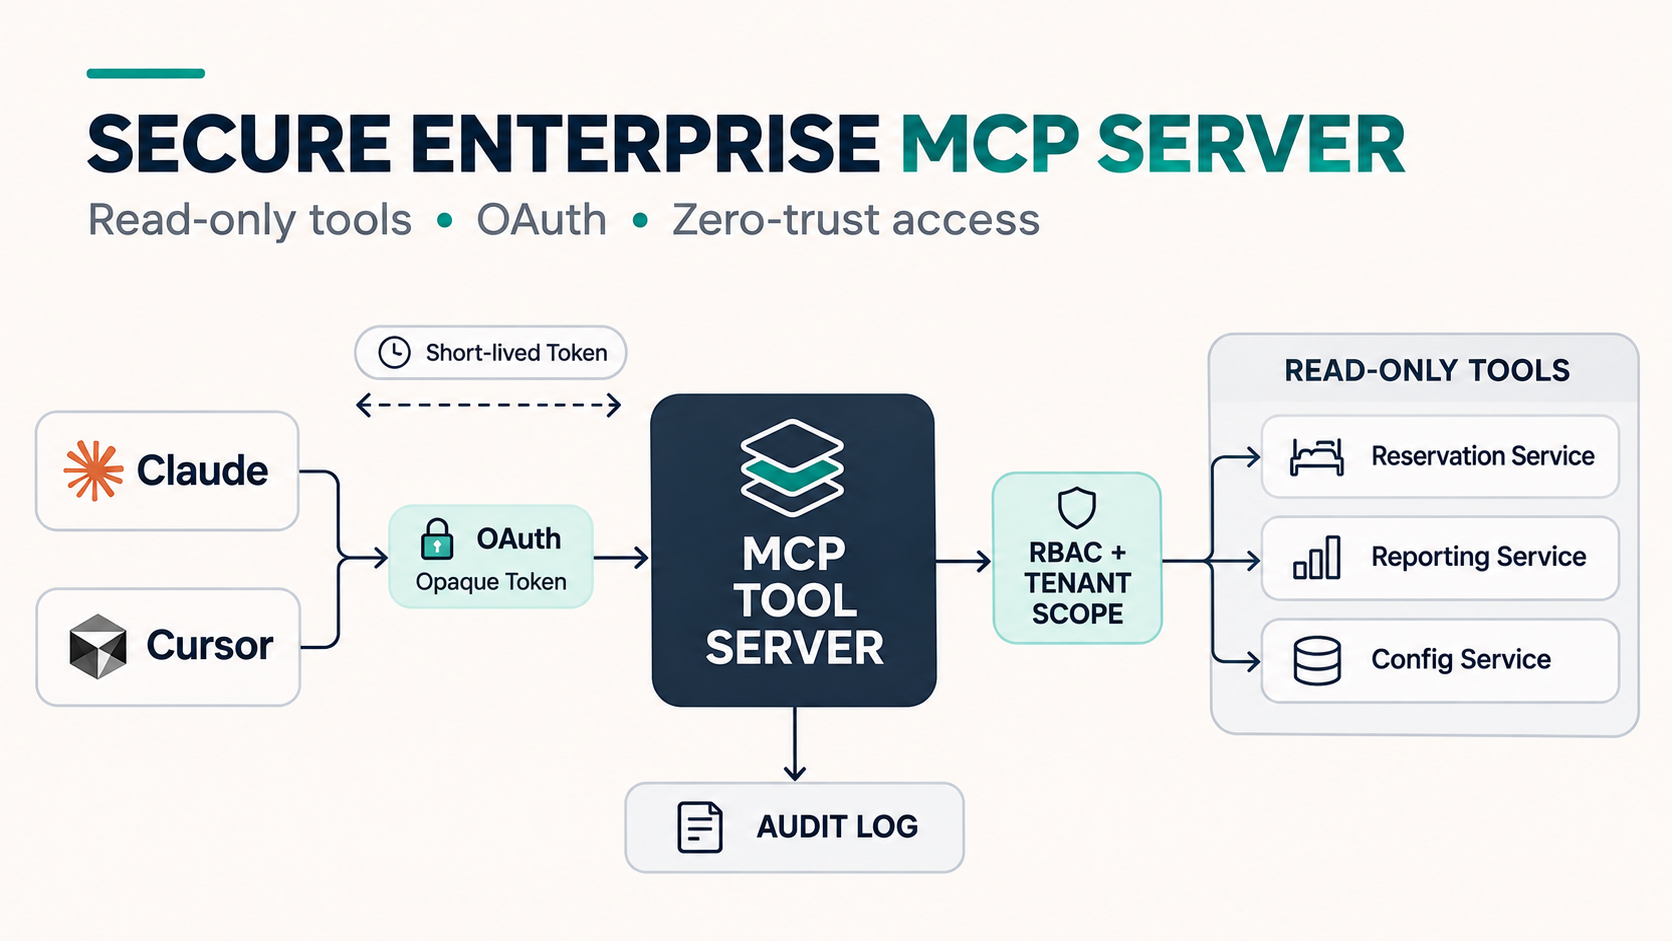 SECURE ENTERPRISE MCP SERVER
Read-only tools • OAuth • Zero-trust access
Short-lived Token
Claude
Cursor
OAuth
Opaque Token
MCP
TOOL
SERVER
RBAC +
TENANT
SCOPE
READ-ONLY TOOLS
Reservation Service
Reporting Service
Config Service
AUDIT LOG